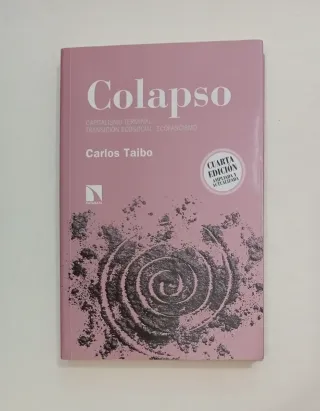 Colapso
CAPITALISMO TERMINAL,
TRANSICIÓN ECOSOCIAL, ECOFASCISMO
Carlos Taibo
CUARTA
EDICIÓN
AMPLIADA Y
ACTUALIZADA